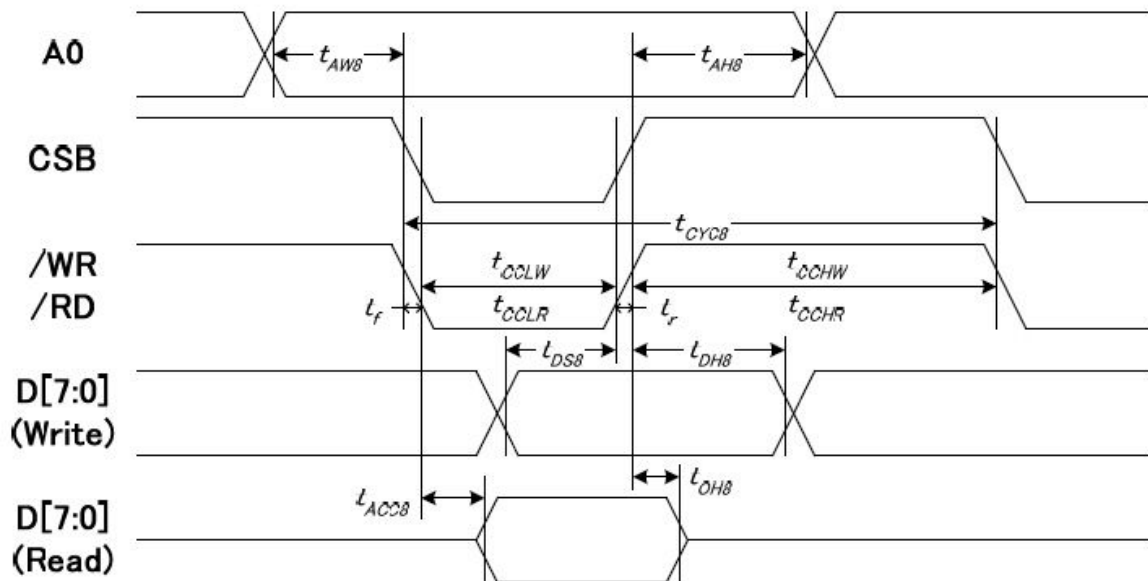 A0
tAW8
tAH8
CSB
tCYC8
/WR
/RD
tCCLW
tCCHW
tf
tCCLR
tr
tCCHR
tDS8
tDH8
D[7:0]
(Write)
tACC8
tOH8
D[7:0]
(Read)